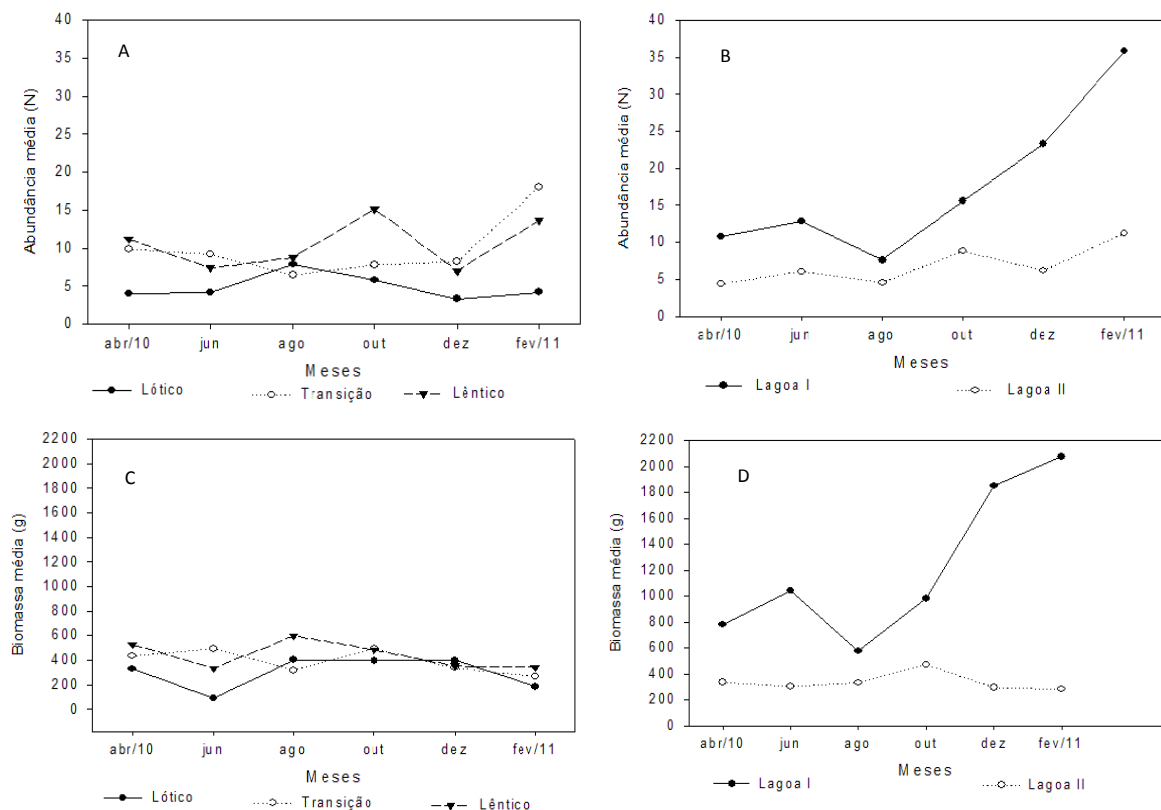 A
Abundância média (N)
40
35
30
25
20
15
10
5
0
abr/10 jun ago out dez fev/11
Meses
Lótico Transição Lêntico
B
Abundância média (N)
40
35
30
25
20
15
10
5
0
abr/10 jun ago out dez fev/11
Meses
Lagoa I Lagoa II
C
Biomassa média (g)
2200
2000
1800
1600
1400
1200
1000
800
600
400
200
0
abr/10 jun ago out dez fev/11
Meses
Lótico Transição Lêntico
D
Biomassa média (g)
2200
2000
1800
1600
1400
1200
1000
800
600
400
200
0
abr/10 jun ago out dez fev/11
Meses
Lagoa I Lagoa II